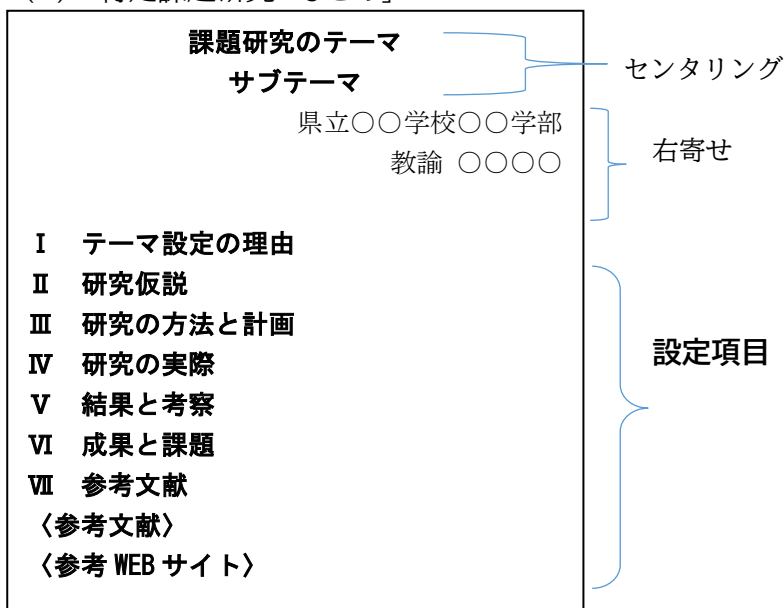 課題研究のテーマ
サブテーマ
センタリング
県立○○学校○○学部
教諭 ○○○○
右寄せ
Ⅰ テーマ設定の理由
Ⅱ 研究仮説
Ⅲ 研究の方法と計画
Ⅳ 研究の実際
Ⅴ 結果と考察
Ⅵ 成果と課題
Ⅶ 参考文献
〈参考文献〉
〈参考 WEB サイト〉
設定項目